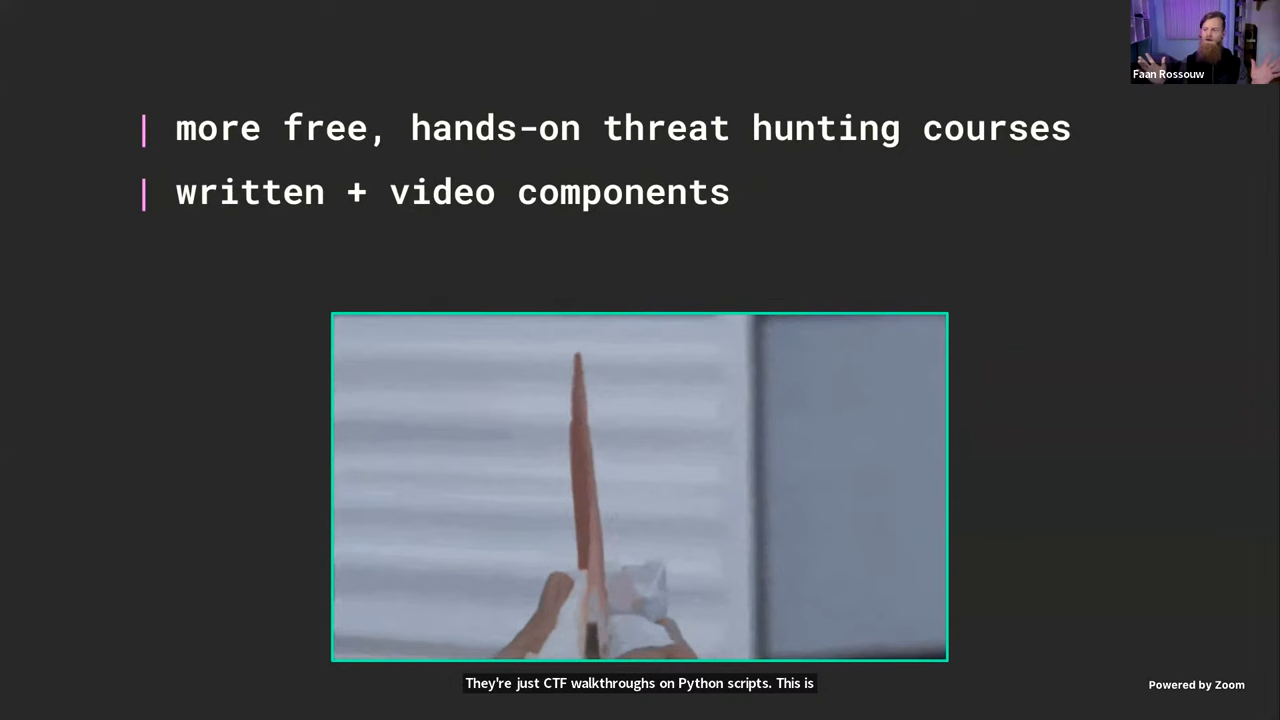 Faan Rossouw
| more free, hands-on threat hunting courses
| written + video components
They're just CTF walkthroughs on Python scripts. This is
Powered by Zoom